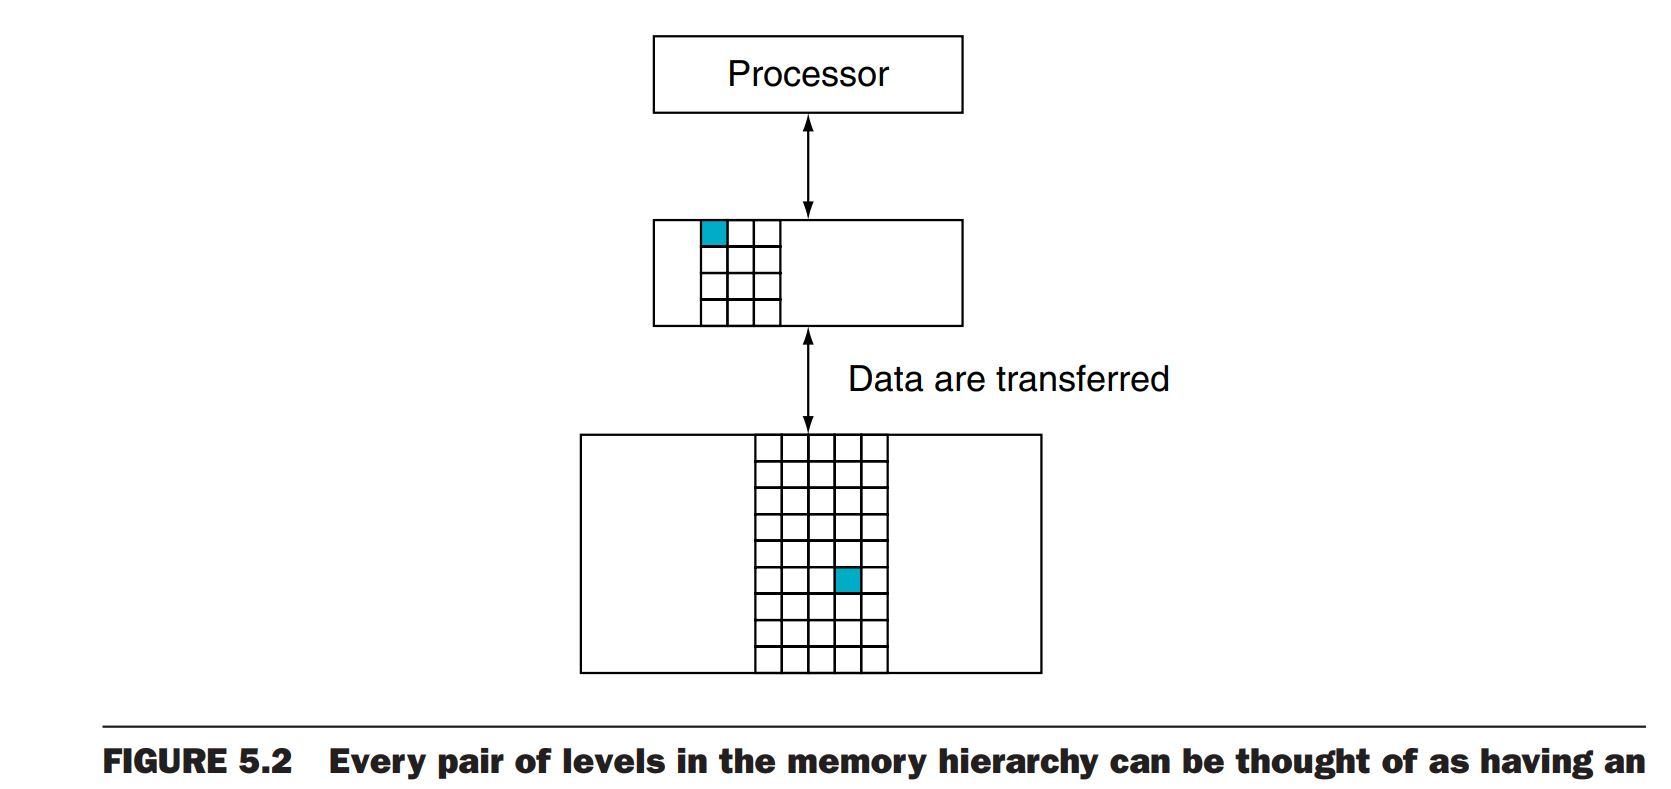 Processor
Data are transferred
FIGURE 5.2 Every pair of levels in the memory hierarchy can be thought of as having an